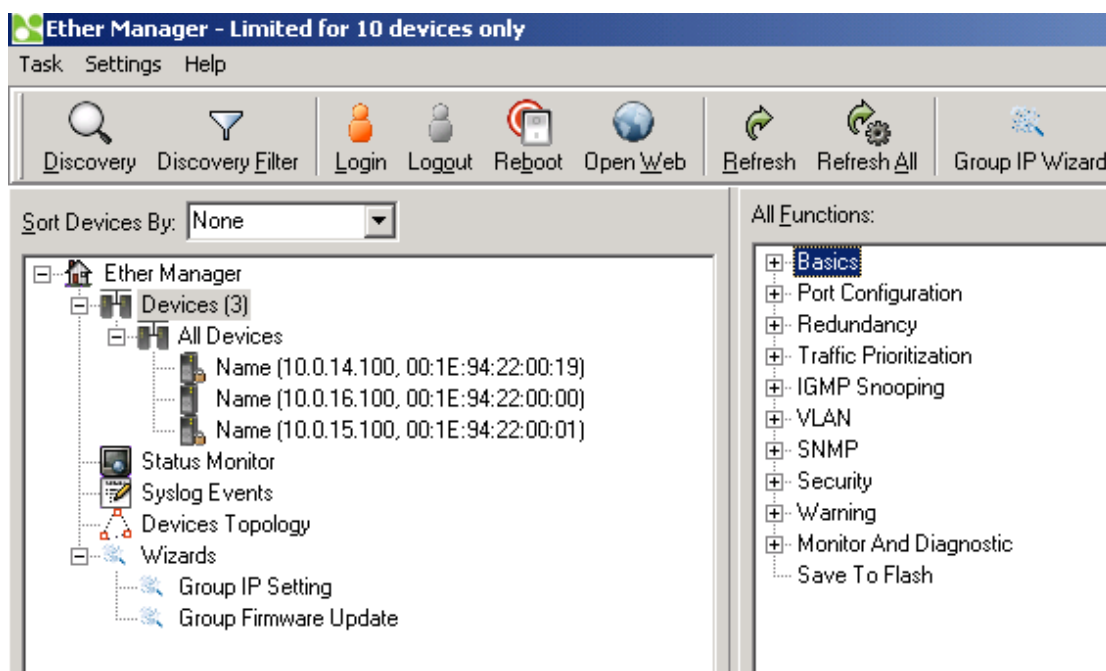 Ether Manager - Limited for 10 devices only
Task Settings Help
Discovery Discovery Filter Login Logout Reboot Open Web Refresh Refresh All Group IP Wizard
Sort Devices By: None
Ether Manager
Devices (3)
All Devices
Name (10.0.14.100, 00:1E:94:22:00:19)
Name (10.0.16.100, 00:1E:94:22:00:00)
Name (10.0.15.100, 00:1E:94:22:00:01)
Status Monitor
Syslog Events
Devices Topology
Wizards
Group IP Setting
Group Firmware Update
All Functions:
Basics
Port Configuration
Redundancy
Traffic Prioritization
IGMP Snooping
VLAN
SNMP
Security
Warning
Monitor And Diagnostic
Save To Flash